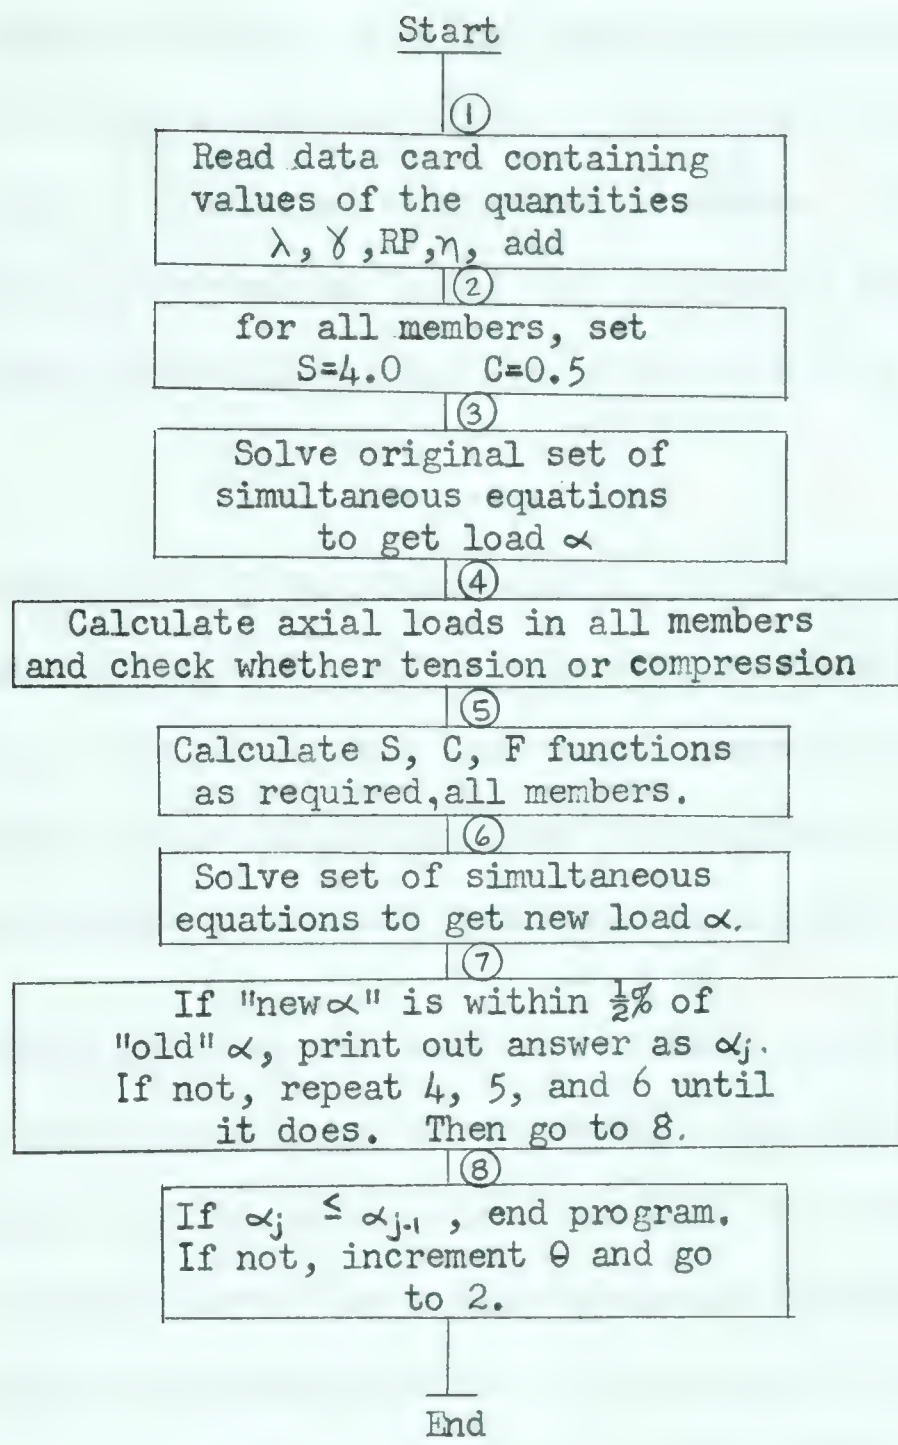 Start
①
Read data card containing
values of the quantities
λ, γ, RP, η, add
②
for all members, set
S=4.0 C=0.5
③
Solve original set of
simultaneous equations
to get load α
④
Calculate axial loads in all members
and check whether tension or compression
⑤
Calculate S, C, F functions
as required, all members.
⑥
Solve set of simultaneous
equations to get new load α.
⑦
If "new α" is within ½% of
"old" α, print out answer as αj.
If not, repeat 4, 5, and 6 until
it does. Then go to 8.
⑧
If αj ≤ αj-1, end program.
If not, increment θ and go
to 2.
End